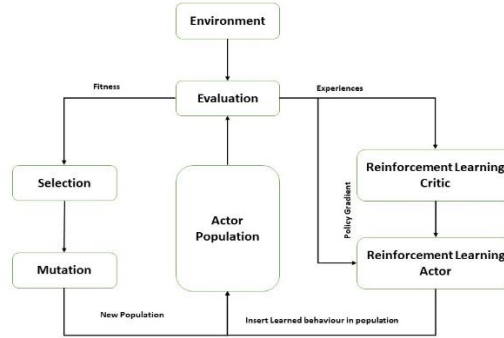 Environment
Fitness
Evaluation
Experiences
Selection
Actor
Population
Reinforcement Learning
Critic
Policy Gradient
Mutation
Reinforcement Learning
Actor
New Population
Insert Learned behaviour in population